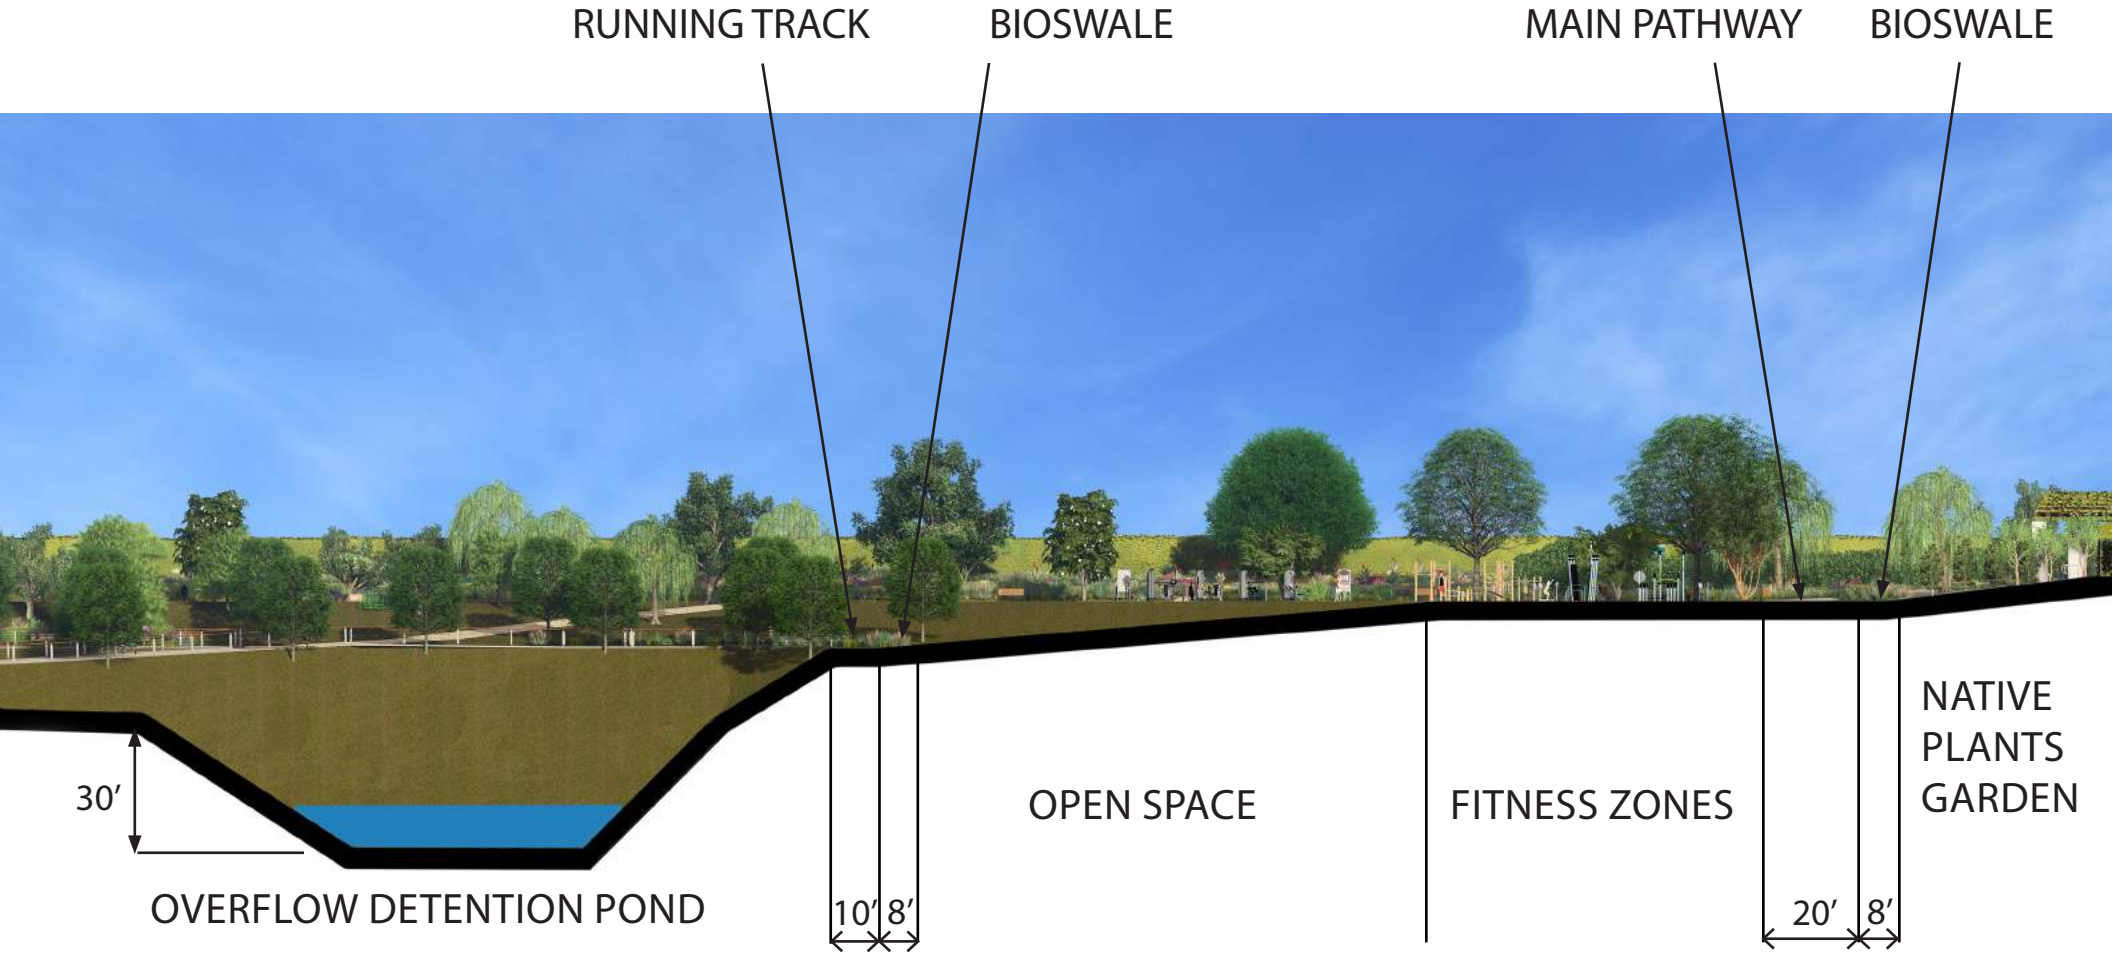 RUNNING TRACK
BIOSWALE
MAIN PATHWAY
BIOSWALE
30′
OVERFLOW DETENTION POND
10′
8′
OPEN SPACE
FITNESS ZONES
20′
8′
NATIVE
PLANTS
GARDEN